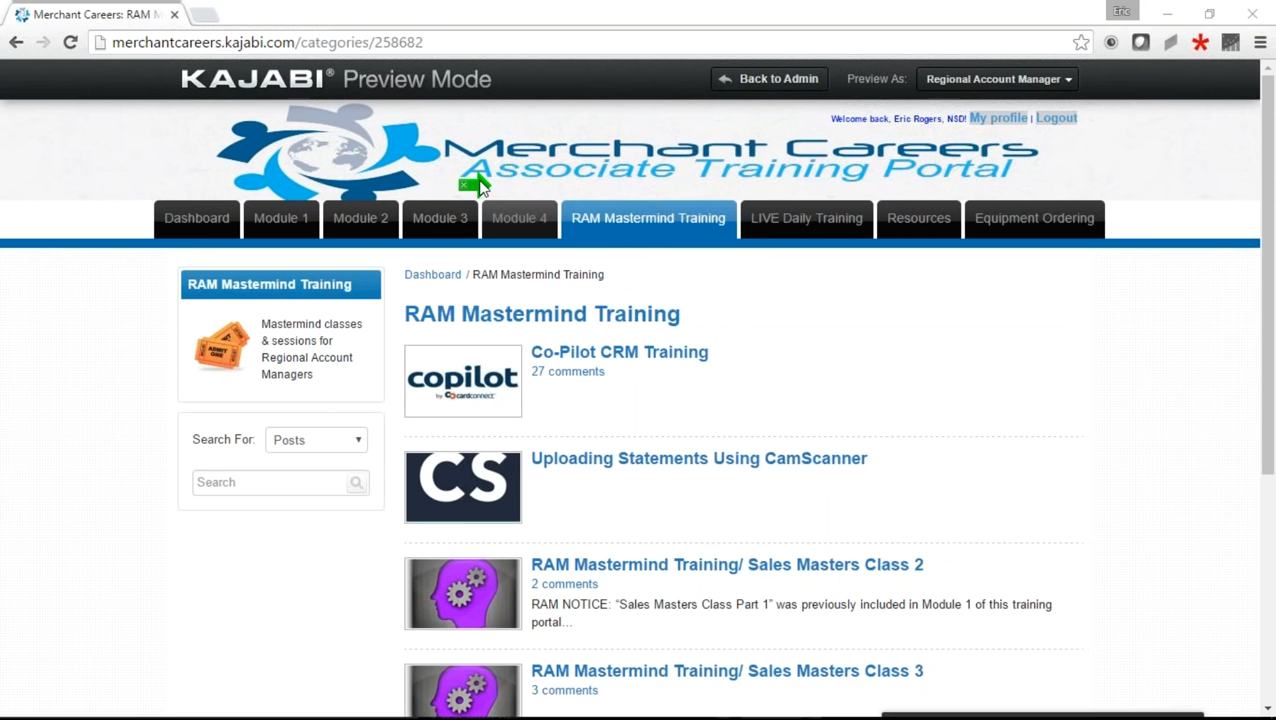 Merchant Careers: RAM M
Eric
merchantcareers.kajabi.com/categories/258682
KAJABI® Preview Mode
Back to Admin
Preview As:
Regional Account Manager
Welcome back, Eric Rogers, NSD! My profile | Logout
Merchant Careers
Associate Training Portal
Dashboard
Module 1
Module 2
Module 3
Module 4
RAM Mastermind Training
LIVE Daily Training
Resources
Equipment Ordering
RAM Mastermind Training
Mastermind classes
& sessions for
Regional Account
Managers
ADMIT
ONE
Search For:
Posts
Search
Dashboard / RAM Mastermind Training
RAM Mastermind Training
copilot
by cardconnect
Co-Pilot CRM Training
27 comments
CS
Uploading Statements Using CamScanner
RAM Mastermind Training/ Sales Masters Class 2
2 comments
RAM NOTICE: “Sales Masters Class Part 1” was previously included in Module 1 of this training
portal...
RAM Mastermind Training/ Sales Masters Class 3
3 comments